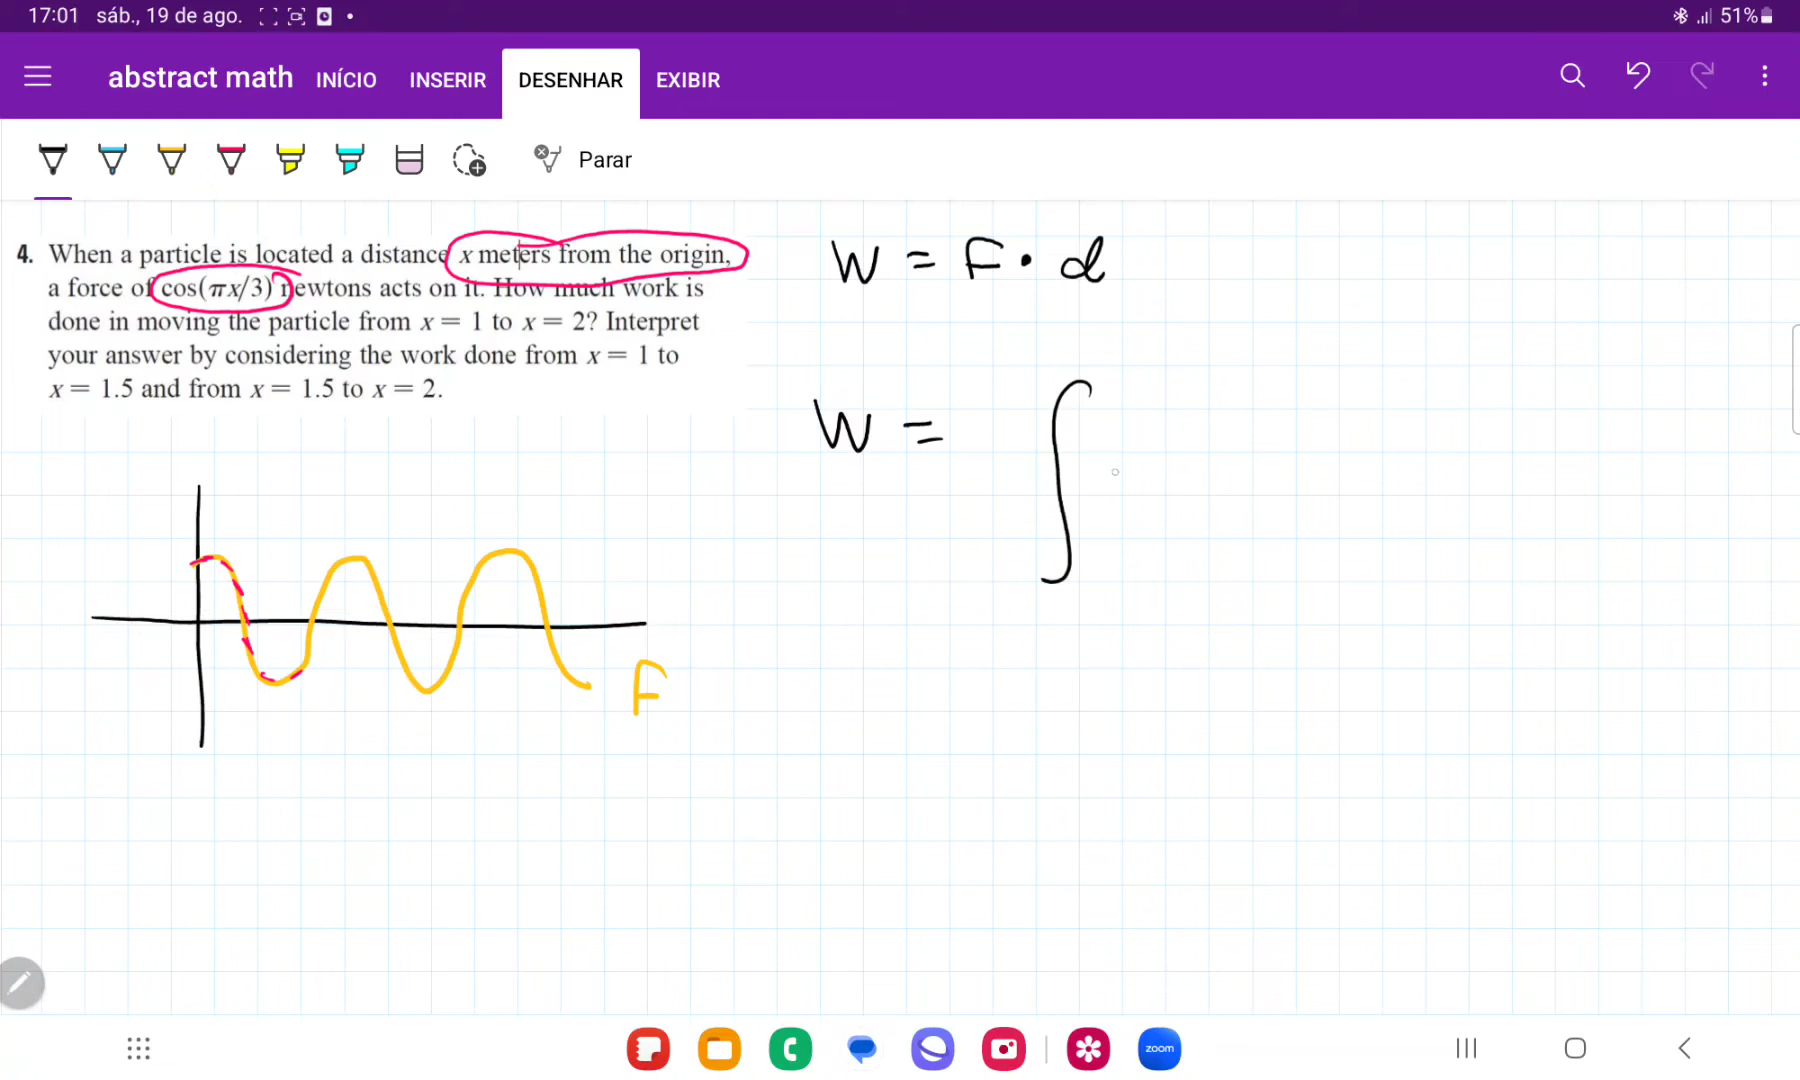 17:01 sáb., 19 de ago. 51%
abstract math INÍCIO INSERIR DESENHAR EXIBIR
Parar
4. When a particle is located a distance x meters from the origin,
a force of cos(πx/3) newtons acts on it. How much work is
done in moving the particle from x = 1 to x = 2? Interpret
your answer by considering the work done from x = 1 to
x = 1.5 and from x = 1.5 to x = 2.
W = F · d
W = ∫
F
zoom